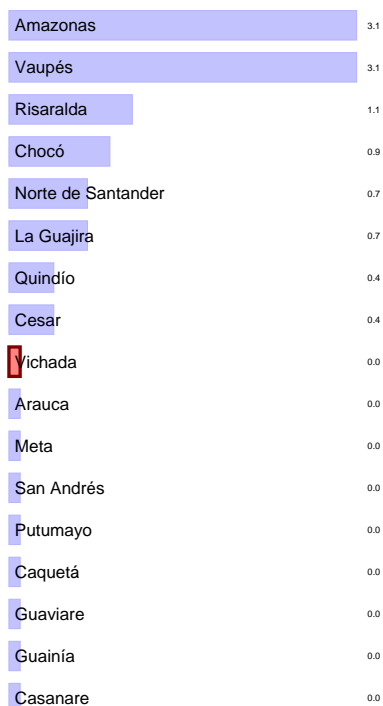 Amazonas 3.1
Vaupés 3.1
Risaralda 1.1
Chocó 0.9
Norte de Santander 0.7
La Guajira 0.7
Quindío 0.4
Cesar 0.4
Vichada 0.0
Arauca 0.0
Meta 0.0
San Andrés 0.0
Putumayo 0.0
Caquetá 0.0
Guaviare 0.0
Guainía 0.0
Casanare 0.0